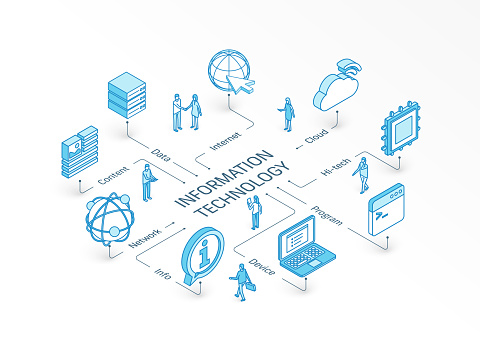 Internet
Cloud
Data
Hi-tech
Content
INFORMATION
TECHNOLOGY
Program
Network
Device
Info
i
>_